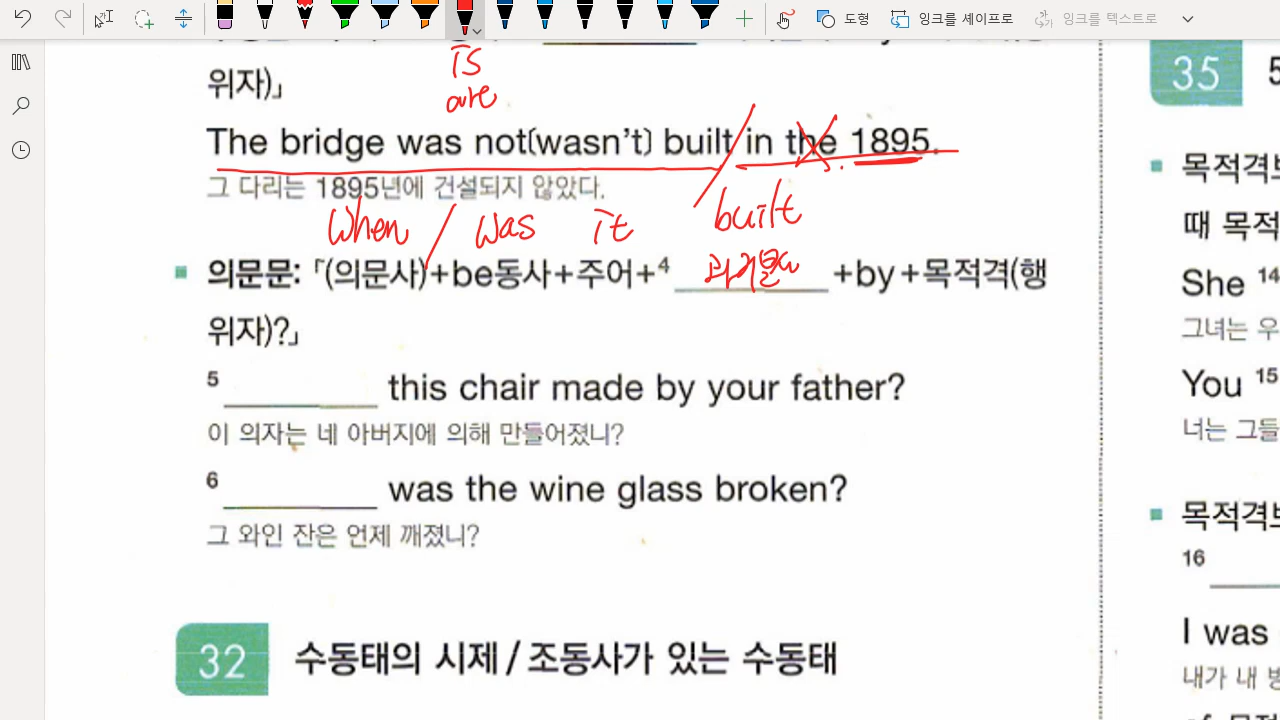 도형
잉크를 셰이프로
잉크를 텍스트로
is
are
위자)」
The bridge was not(wasn't) built in the 1895.
그 다리는 1895년에 건설되지 않았다.
when / was it built
의문문: 「(의문사)+be동사+주어+⁴ 과거분사 +by+목적격(행
위자)?」
5 ________ this chair made by your father?
이 의자는 네 아버지에 의해 만들어졌니?
6 ________ was the wine glass broken?
그 와인 잔은 언제 깨졌니?
32 수동태의 시제 / 조동사가 있는 수동태
35 5
목적격보
때 목적
She 14
그녀는 우
You 15
너는 그들
목적격보
16
I was
내가 내 방